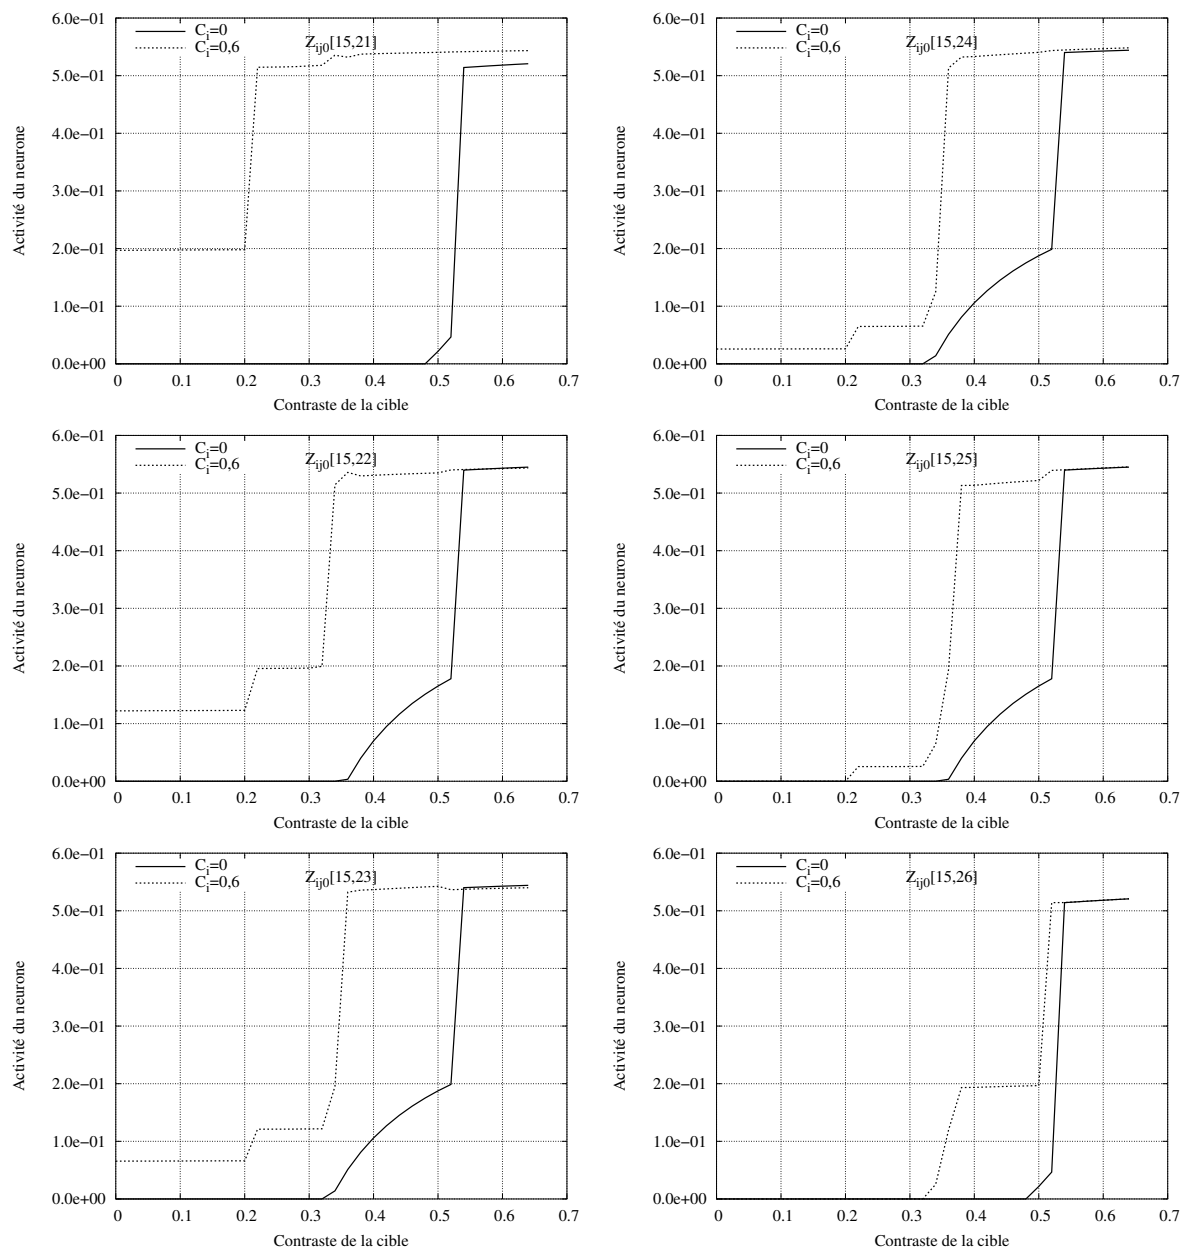 6.0e−01
5.0e−01
4.0e−01
3.0e−01
2.0e−01
1.0e−01
0.0e+00
0 0.1 0.2 0.3 0.4 0.5 0.6 0.7
Activité du neurone
Contraste de la cible
C_i=0
C_i=0,6
Z_ij0[15,21]
6.0e−01
5.0e−01
4.0e−01
3.0e−01
2.0e−01
1.0e−01
0.0e+00
0 0.1 0.2 0.3 0.4 0.5 0.6 0.7
Activité du neurone
Contraste de la cible
C_i=0
C_i=0,6
Z_ij0[15,24]
6.0e−01
5.0e−01
4.0e−01
3.0e−01
2.0e−01
1.0e−01
0.0e+00
0 0.1 0.2 0.3 0.4 0.5 0.6 0.7
Activité du neurone
Contraste de la cible
C_i=0
C_i=0,6
Z_ij0[15,22]
6.0e−01
5.0e−01
4.0e−01
3.0e−01
2.0e−01
1.0e−01
0.0e+00
0 0.1 0.2 0.3 0.4 0.5 0.6 0.7
Activité du neurone
Contraste de la cible
C_i=0
C_i=0,6
Z_ij0[15,25]
6.0e−01
5.0e−01
4.0e−01
3.0e−01
2.0e−01
1.0e−01
0.0e+00
0 0.1 0.2 0.3 0.4 0.5 0.6 0.7
Activité du neurone
Contraste de la cible
C_i=0
C_i=0,6
Z_ij0[15,23]
6.0e−01
5.0e−01
4.0e−01
3.0e−01
2.0e−01
1.0e−01
0.0e+00
0 0.1 0.2 0.3 0.4 0.5 0.6 0.7
Activité du neurone
Contraste de la cible
C_i=0
C_i=0,6
Z_ij0[15,26]